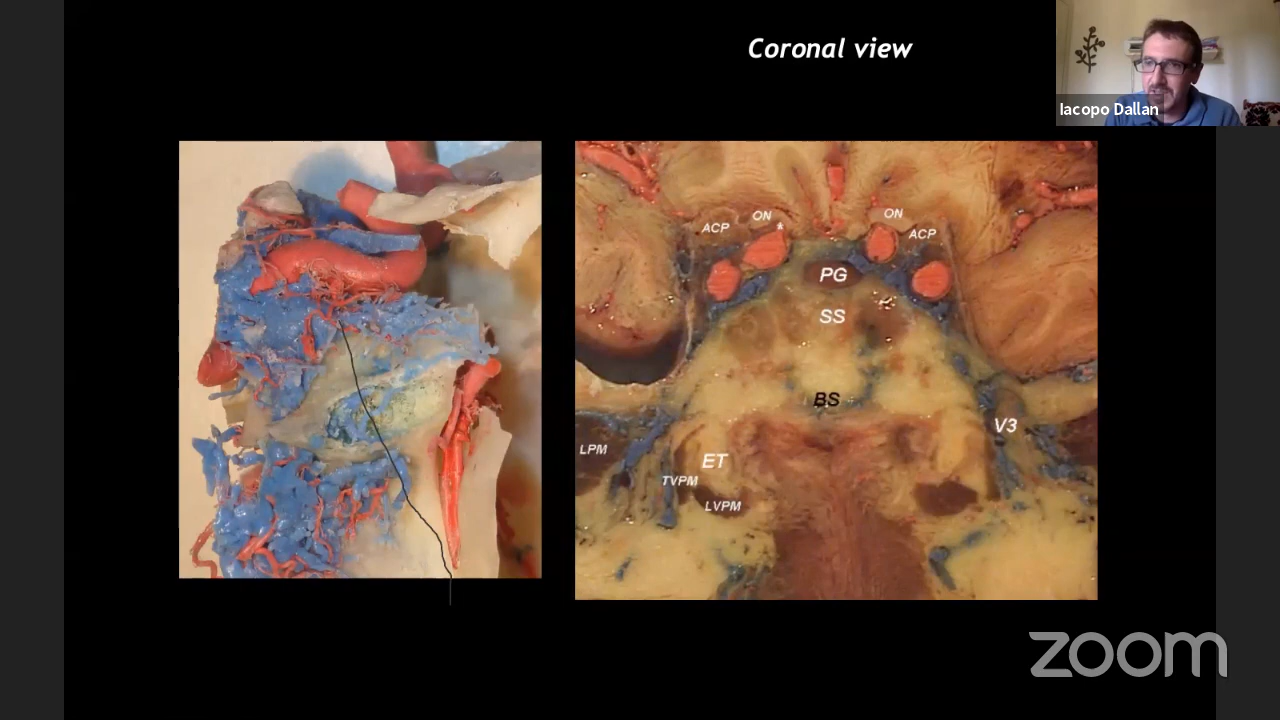 Coronal view
Iacopo Dallan
ON
ON
ACP
*
ACP
PG
SS
BS
V3
LPM
ET
TVPM
LVPM
zoom